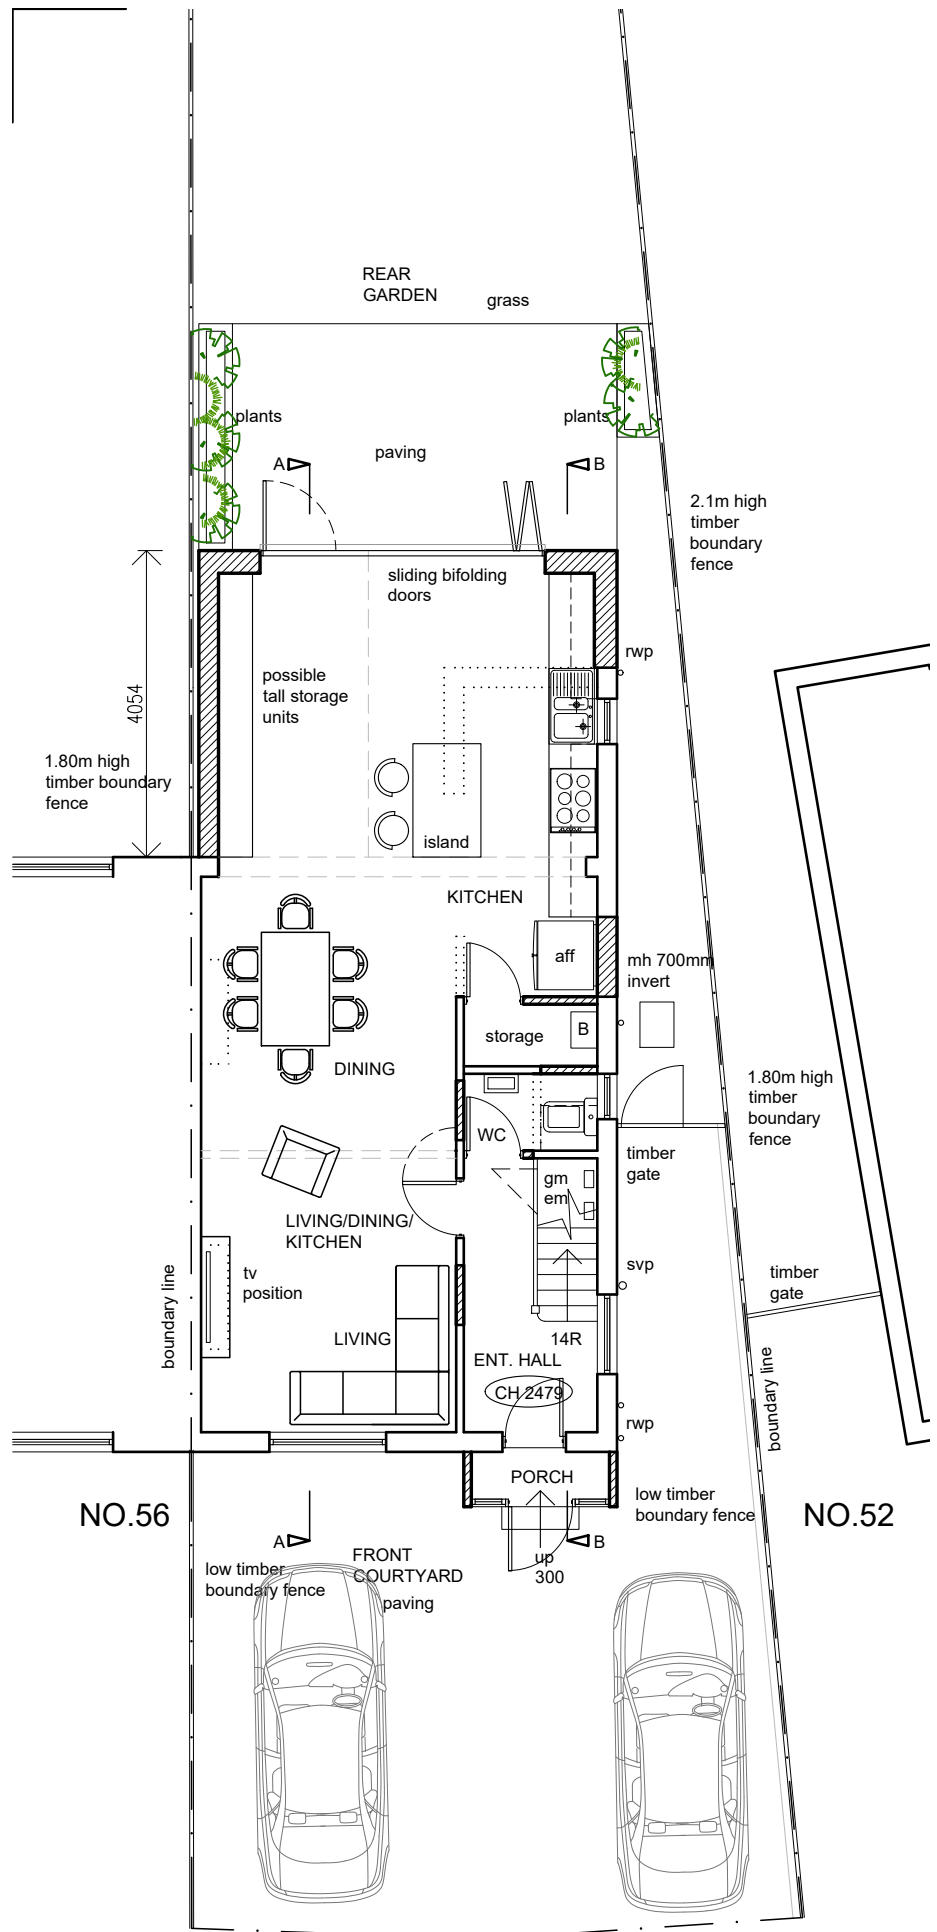 REAR
GARDEN
grass
plants
plants
paving
A
B
2.1m high
timber
boundary
fence
sliding bifolding
doors
rwp
possible
tall storage
units
4054
1.80m high
timber boundary
fence
island
KITCHEN
aff
mh 700mm
invert
storage
B
DINING
1.80m high
timber
boundary
fence
WC
timber
gate
gm
em
LIVING/DINING/
KITCHEN
tv
position
svp
timber
gate
boundary line
LIVING
14R
ENT. HALL
CH 2479
rwp
boundary line
PORCH
low timber
boundary fence
NO.56
NO.52
A
B
up
300
FRONT
COURTYARD
paving
low timber
boundary fence